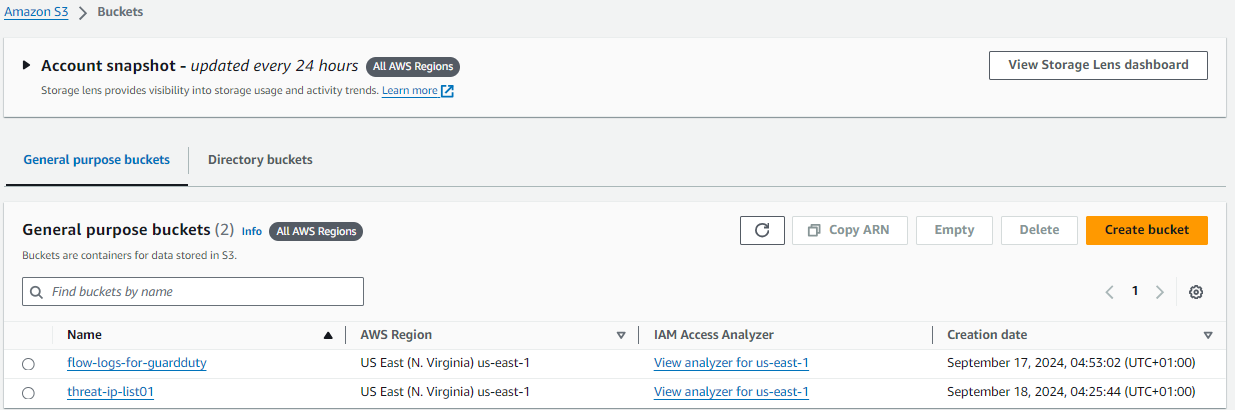 Amazon S3 > Buckets
Account snapshot - updated every 24 hours All AWS Regions View Storage Lens dashboard
Storage lens provides visibility into storage usage and activity trends. Learn more
General purpose buckets Directory buckets
General purpose buckets (2) Info All AWS Regions Copy ARN Empty Delete Create bucket
Buckets are containers for data stored in S3.
Find buckets by name 1
Name AWS Region IAM Access Analyzer Creation date
flow-logs-for-guardduty US East (N. Virginia) us-east-1 View analyzer for us-east-1 September 17, 2024, 04:53:02 (UTC+01:00)
threat-ip-list01 US East (N. Virginia) us-east-1 View analyzer for us-east-1 September 18, 2024, 04:25:44 (UTC+01:00)